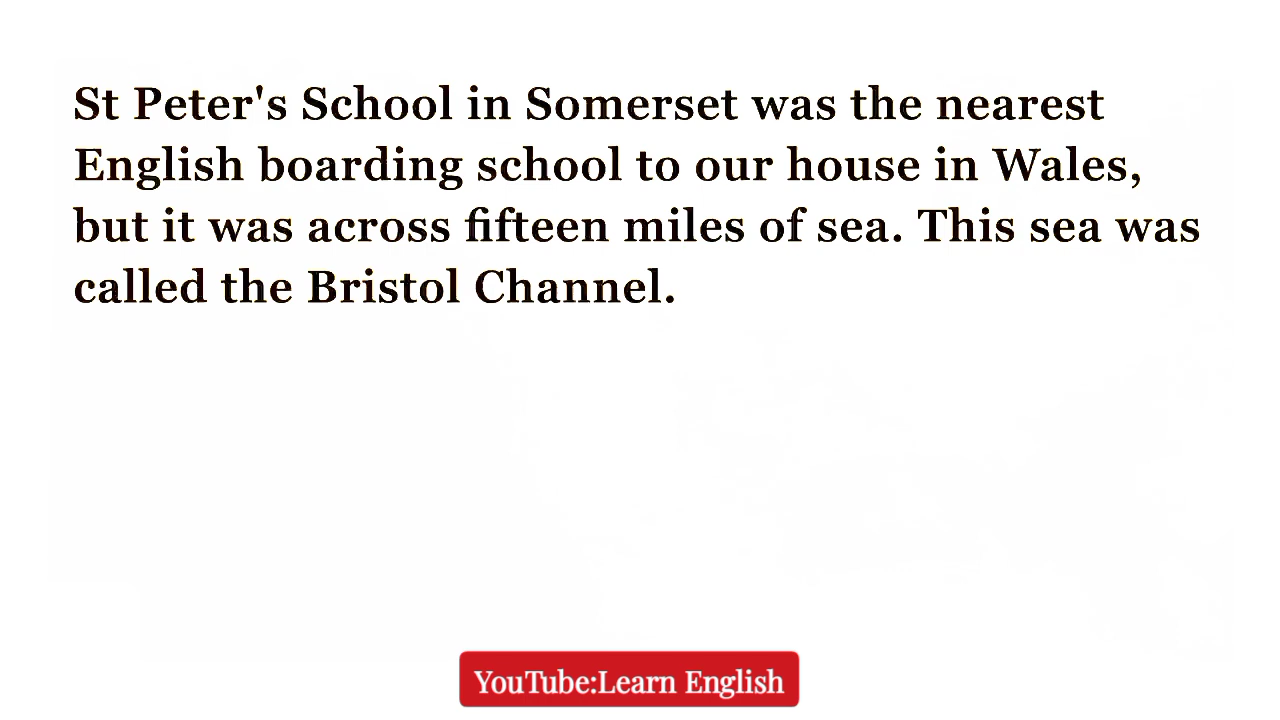 St Peter's School in Somerset was the nearest
English boarding school to our house in Wales,
but it was across fifteen miles of sea. This sea was
called the Bristol Channel.
YouTube:Learn English